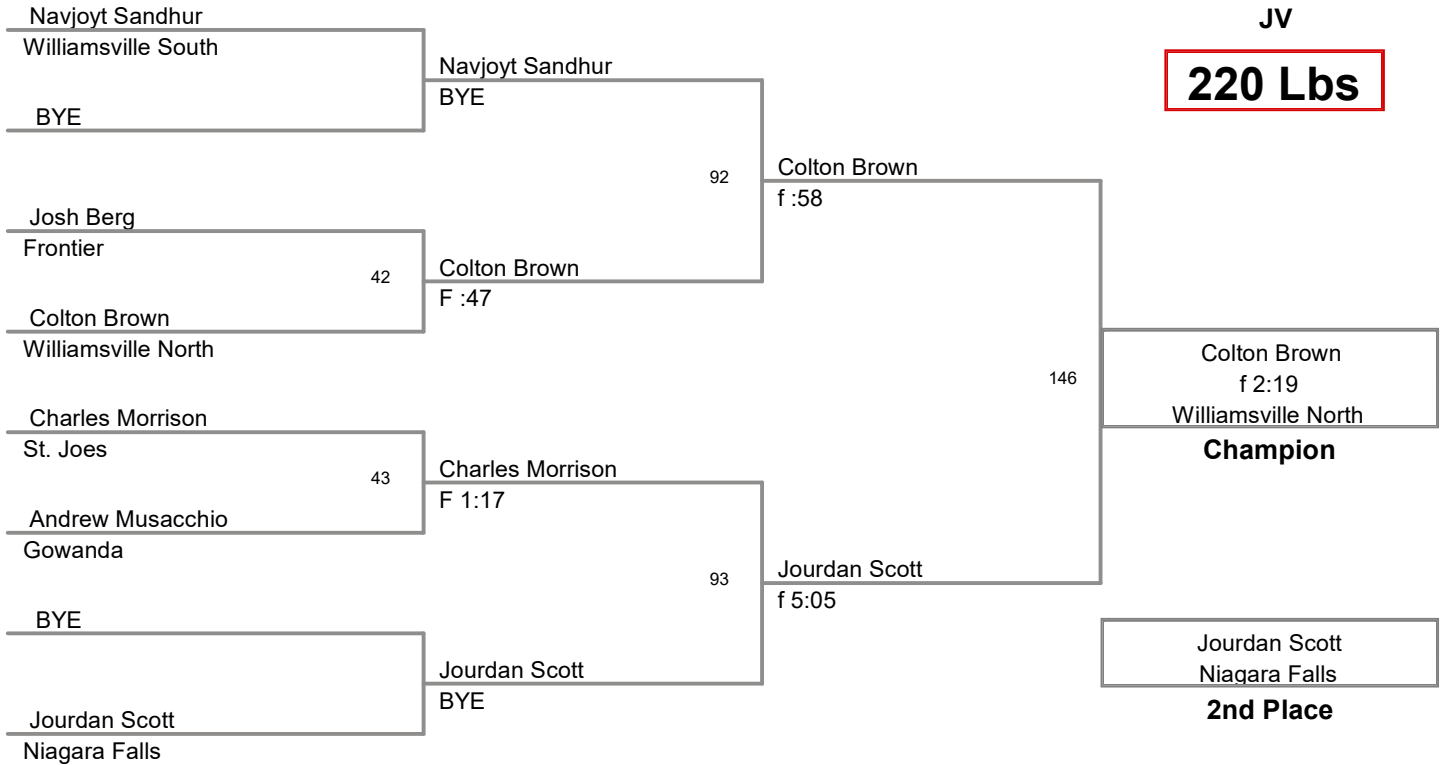 Navjoyt Sandhur
Williamsville South
BYE
Josh Berg
Frontier
42
Colton Brown
Williamsville North
Charles Morrison
St. Joes
43
Andrew Musacchio
Gowanda
BYE
Jourdan Scott
Niagara Falls
Navjoyt Sandhur
BYE
92
Colton Brown
F :47
Charles Morrison
F 1:17
93
Jourdan Scott
BYE
Colton Brown
f :58
146
Jourdan Scott
f 5:05
JV
220 Lbs
Colton Brown
f 2:19
Williamsville North
Champion
Jourdan Scott
Niagara Falls
2nd Place